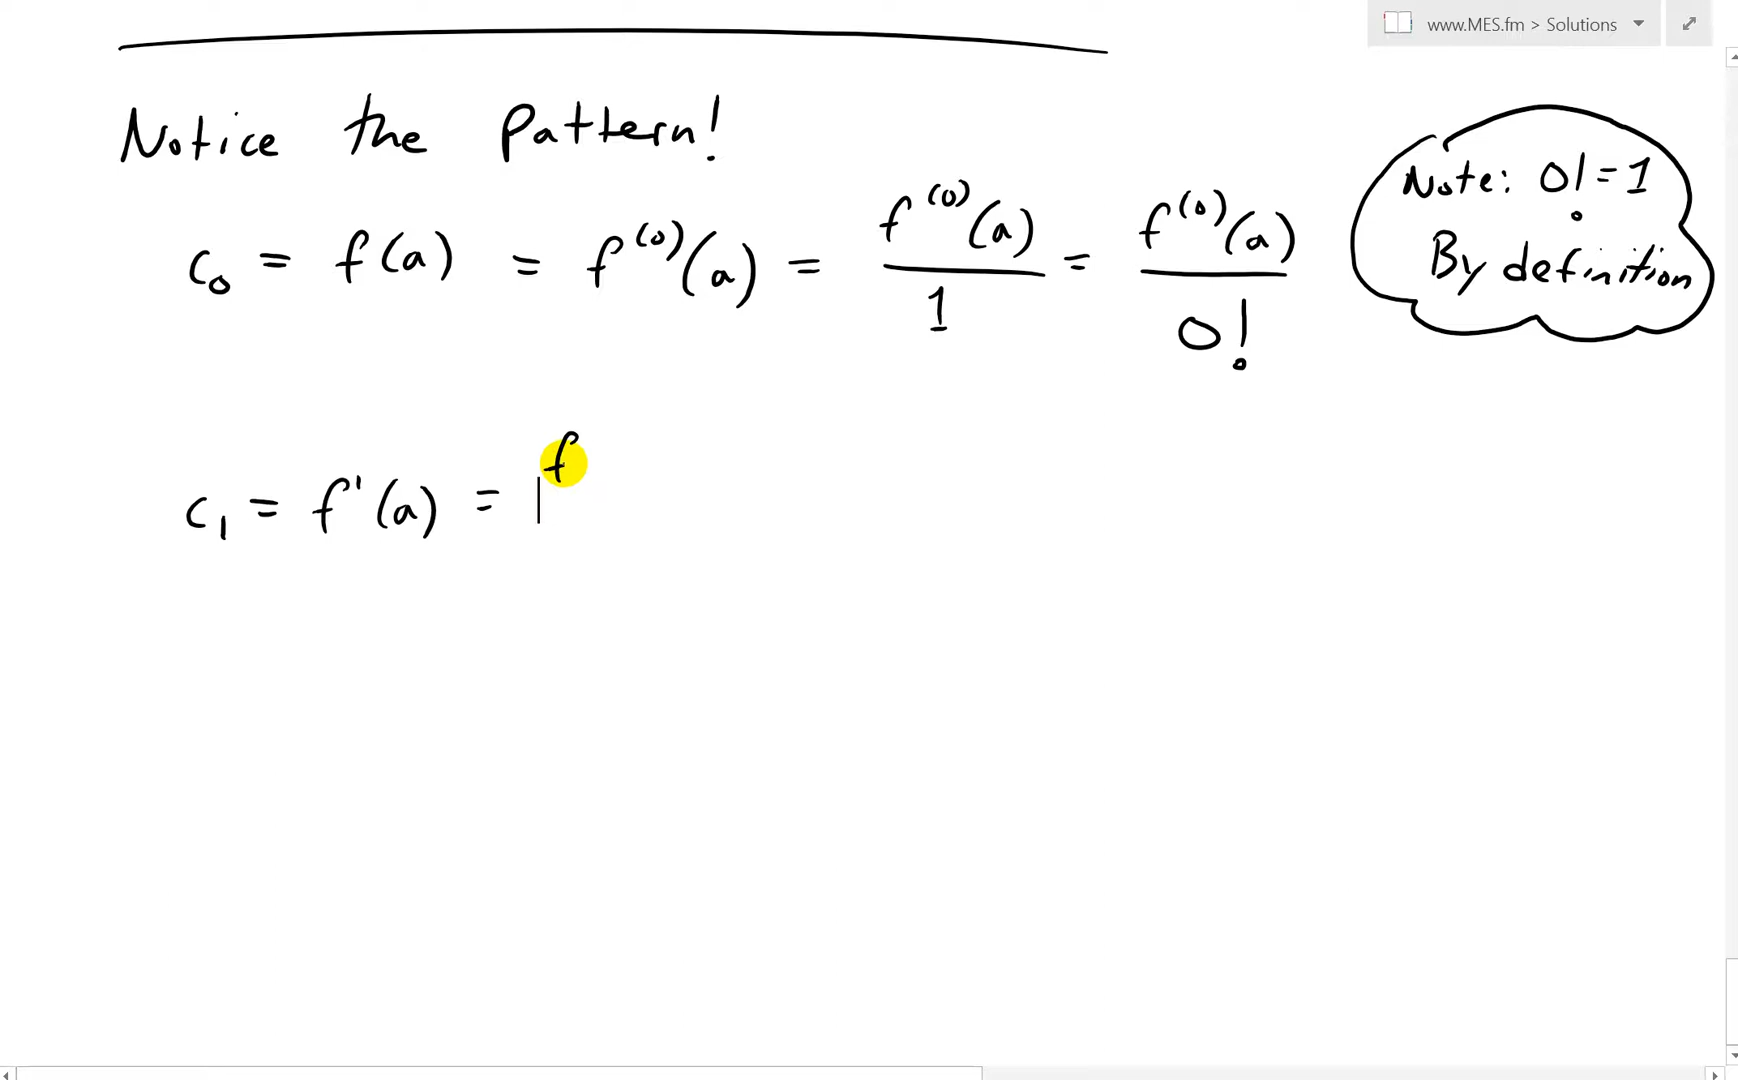 www.MES.fm > Solutions
Notice the Pattern!
c₀ = f(a) = f⁽⁰⁾(a) = f⁽⁰⁾(a)/1 = f⁽⁰⁾(a)/0!
Note: 0! = 1
By definition
c₁ = f'(a) = f